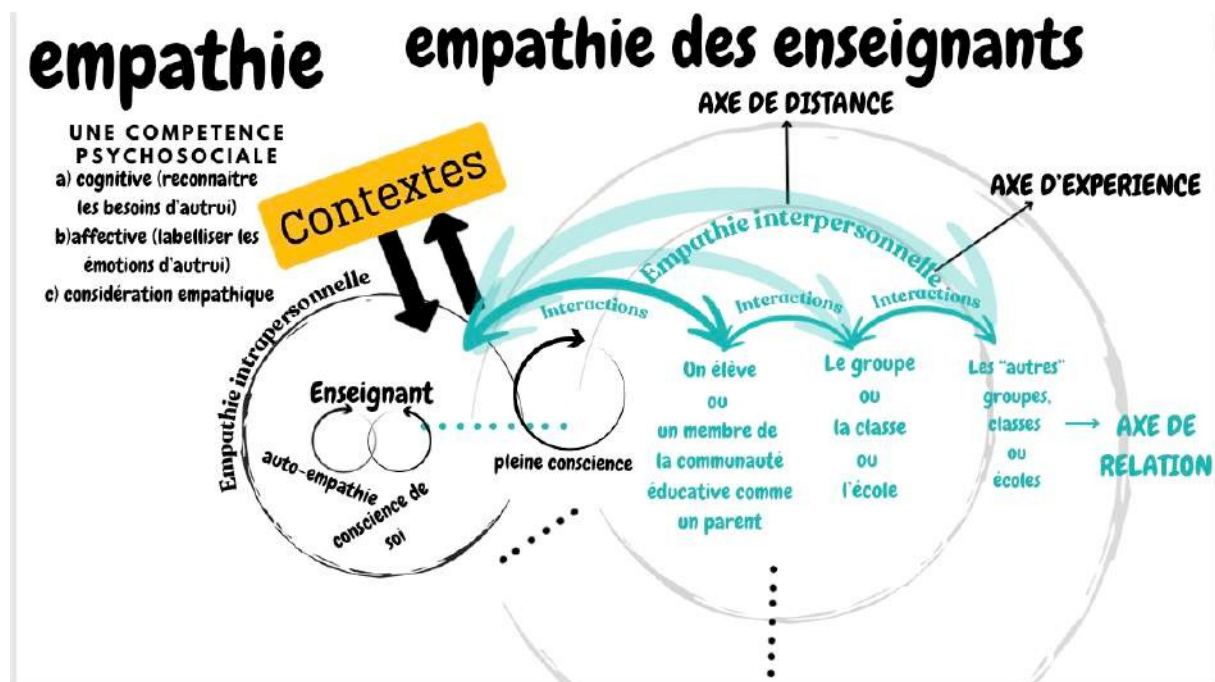 empathie
empathie des enseignants
UNE COMPETENCE
PSYCHOSOCIALE
a) cognitive (reconnaitre
les besoins d'autrui)
b)affective (labelliser les
émotions d'autrui)
c) considération empathique
Contextes
AXE DE DISTANCE
AXE D'EXPERIENCE
Empathie interpersonnelle
Empathie intrapersonnelle
Interactions
Interactions
Interactions
Enseignant
auto-empathie
conscience de
soi
pleine conscience
Un élève
ou
un membre de
la communauté
éducative comme
un parent
Le groupe
ou
la classe
ou
l'école
Les "autres"
groupes,
classes
ou
écoles
AXE DE
RELATION